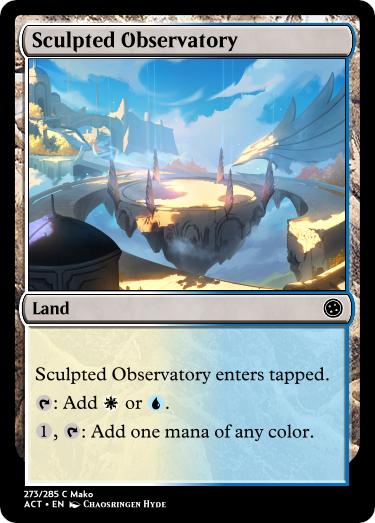 Sculpted Observatory
Land
Sculpted Observatory enters tapped.
: Add or .
1, : Add one mana of any color.
273/285 C Mako
ACT • EN Chaosringen Hyde